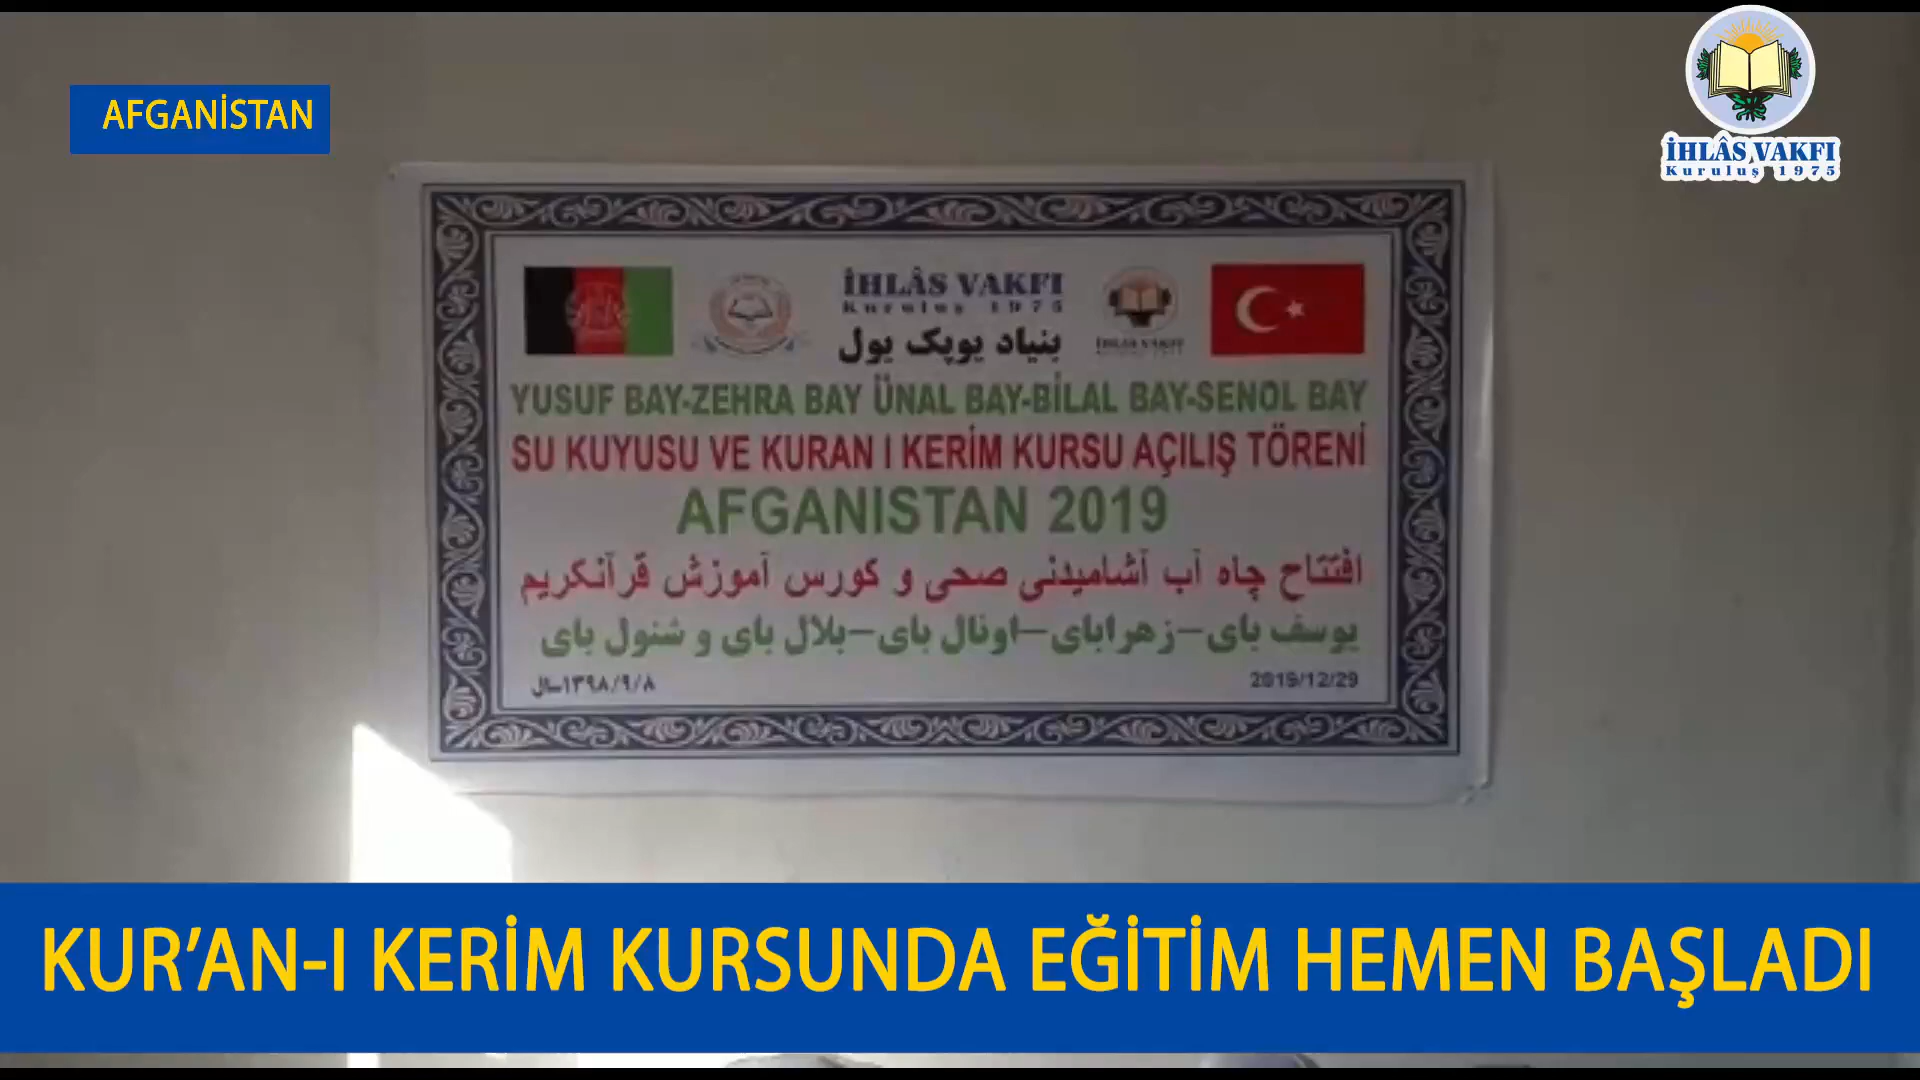 AFGANİSTAN
İHLÂS VAKFI
Kuruluş 1975
İHLÂS VAKFI
Kuruluş 1975
بنیاد یوپک یول
İHLÂS VAKFI
YUSUF BAY-ZEHRA BAY ÜNAL BAY-BİLAL BAY-SENOL BAY
SU KUYUSU VE KURAN I KERİM KURSU AÇILIŞ TÖRENİ
AFGANISTAN 2019
افتتاح چاه آب آشامیدنی صحی و کورس آموزش قرآنکریم
یوسف بای-زهرابای-اونال بای-بلال بای و شنول بای
2019/12/29
۱۳۹۸/۹/۸سال
KUR’AN-I KERİM KURSUNDA EĞİTİM HEMEN BAŞLADI